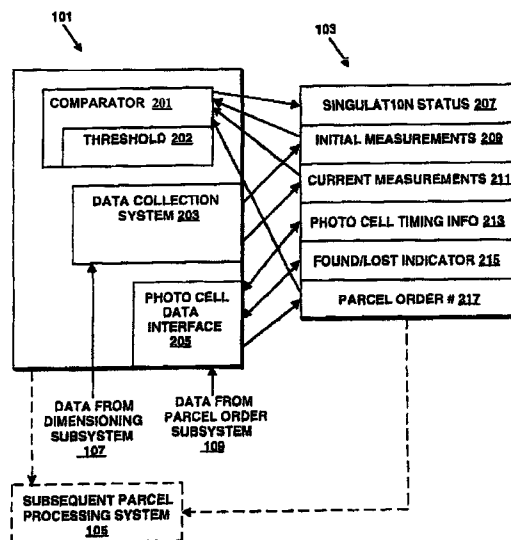 101
103
COMPARATOR 201
THRESHOLD 202
DATA COLLECTION
SYSTEM 203
PHOTO CELL
DATA
INTERFACE
205
SINGULATION STATUS 207
INITIAL MEASUREMENTS 209
CURRENT MEASUREMENTS 211
PHOTO CELL TIMING INFO 213
FOUND/LOST INDICATOR 215
PARCEL ORDER # 217
DATA FROM
DIMENSIONING
SUBSYSTEM
107
DATA FROM
PARCEL ORDER
SUBSYSTEM
109
SUBSEQUENT PARCEL
PROCESSING SYSTEM
105